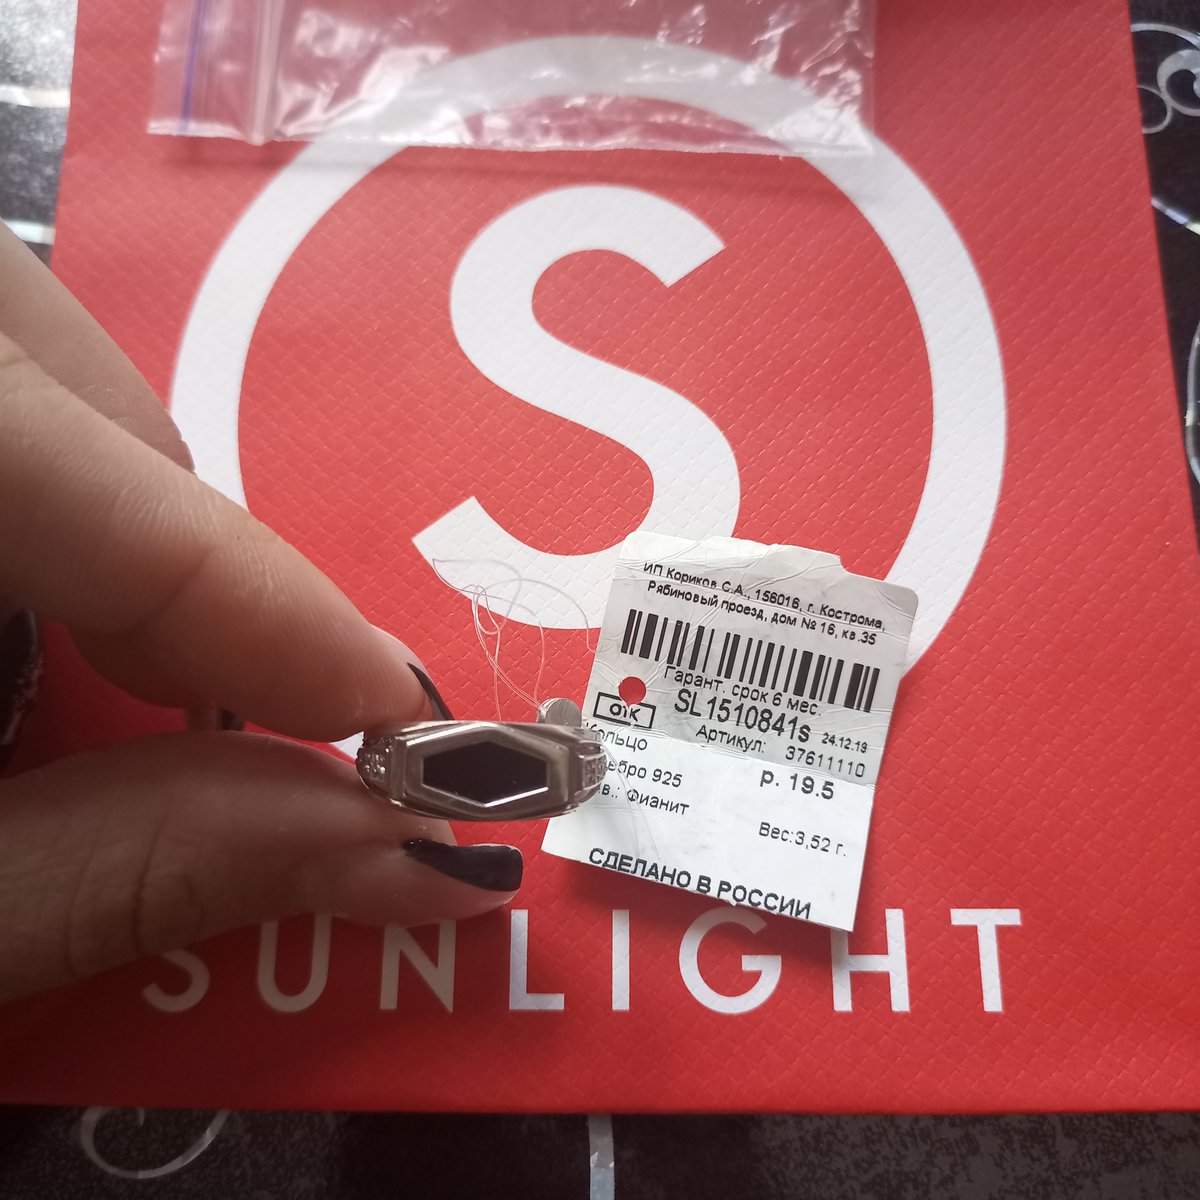 S
ИП Кориков С.А., 156016, г. Кострома,
Рябиновый проезд, дом № 16, кв.35
Гарант. срок 6 мес.
ОТК SL1510841s 24.12.19
Артикул: 37611110
р. 19.5
925
Фианит
Вес:3,52 г.
СДЕЛАНО В РОССИИ
SUNLIGHT